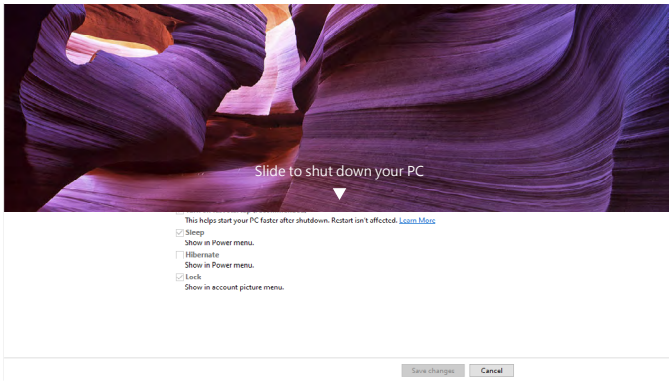 Slide to shut down your PC
This helps start your PC faster after shutdown. Restart isn't affected. Learn More
Sleep
Show in Power menu.
Hibernate
Show in Power menu.
Lock
Show in account picture menu.
Save changes
Cancel